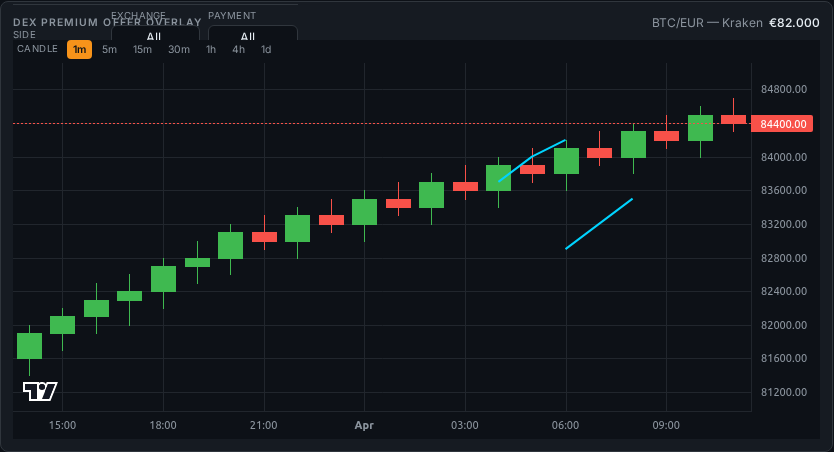 DEX PREMIUM OFFER OVERLAY
EXCHANGE
PAYMENT
BTC/EUR — Kraken €82.000
SIDE
All
All
CANDLE 1m 5m 15m 30m 1h 4h 1d
84800.00
84400.00
84000.00
83600.00
83200.00
82800.00
82400.00
82000.00
81600.00
81200.00
15:00 18:00 21:00 Apr 03:00 06:00 09:00